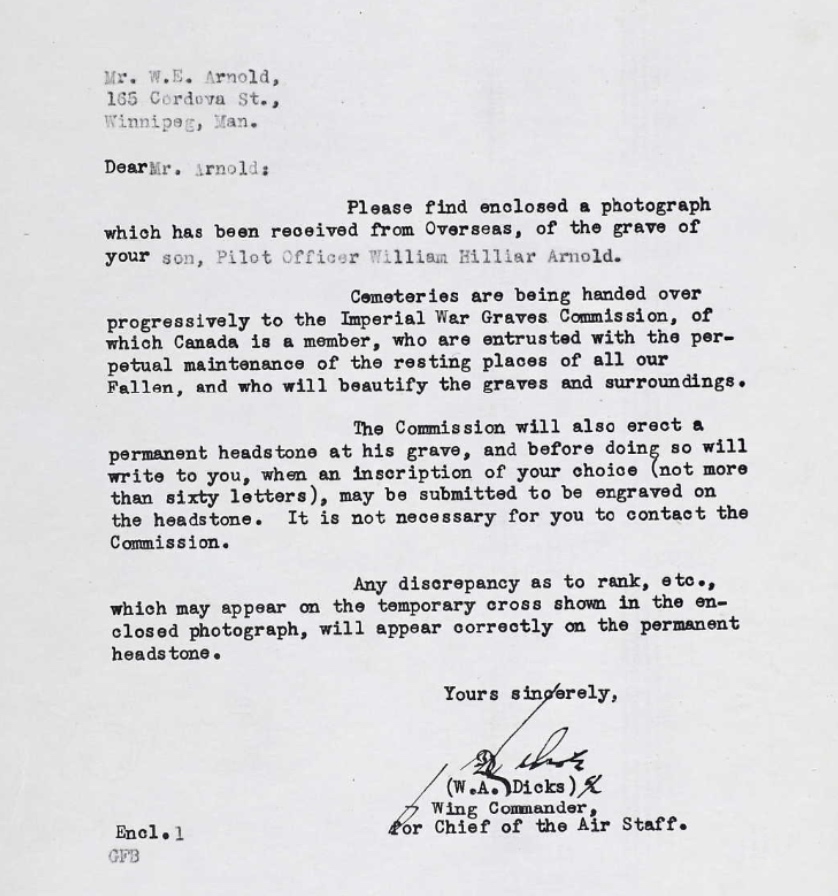 Mr. W.E. Arnold,
165 Cordova St.,
Winnipeg, Man.
Dear Mr. Arnold:
Please find enclosed a photograph
which has been received from Overseas, of the grave of
your son, Pilot Officer William Hilliar Arnold.
Cemeteries are being handed over
progressively to the Imperial War Graves Commission, of
which Canada is a member, who are entrusted with the per-
petual maintenance of the resting places of all our
Fallen, and who will beautify the graves and surroundings.
The Commission will also erect a
permanent headstone at his grave, and before doing so will
write to you, when an inscription of your choice (not more
than sixty letters), may be submitted to be engraved on
the headstone. It is not necessary for you to contact the
Commission.
Any discrepancy as to rank, etc.,
which may appear on the temporary cross shown in the en-
closed photograph, will appear correctly on the permanent
headstone.
Yours sincerely,
(W.A. Dicks)
Wing Commander,
for Chief of the Air Staff.
Encl. 1
GFB